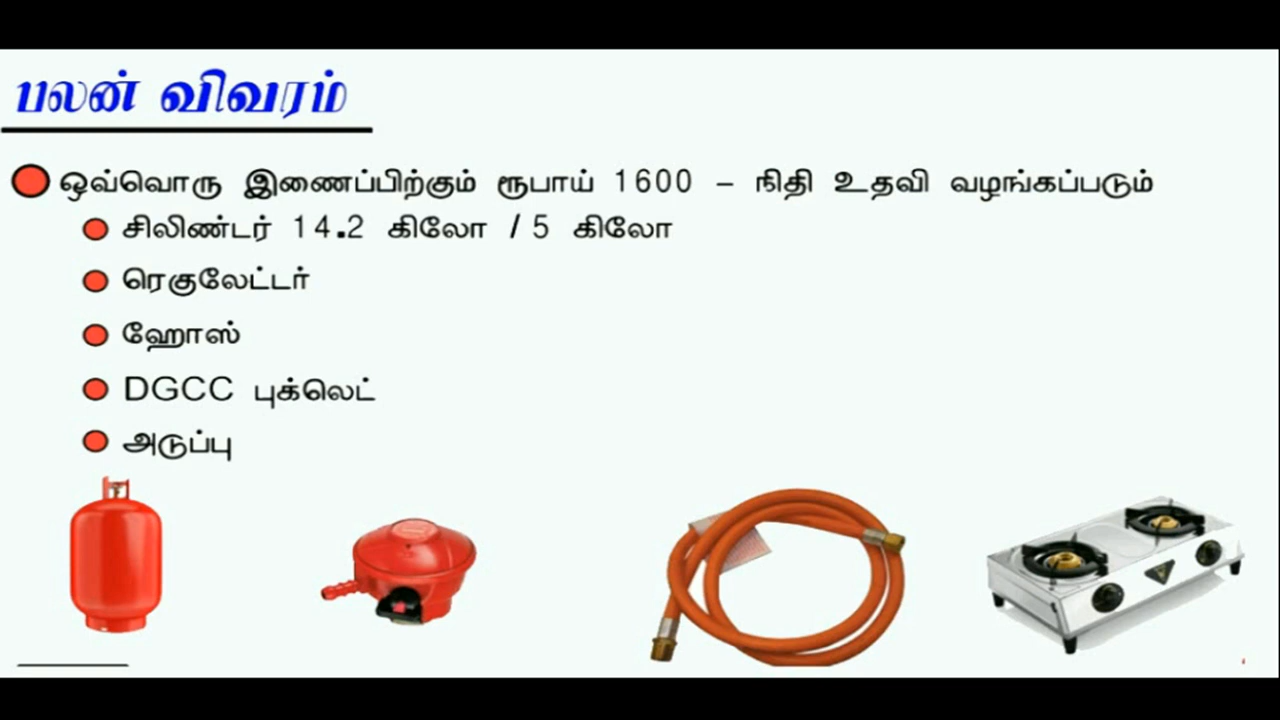 பலன் விவரம்
ஒவ்வொரு இணைப்பிற்கும் ரூபாய் 1600 – நிதி உதவி வழங்கப்படும்
சிலிண்டர் 14.2 கிலோ / 5 கிலோ
ரெகுலேட்டர்
ஹோஸ்
DGCC புக்லெட்
அடுப்பு